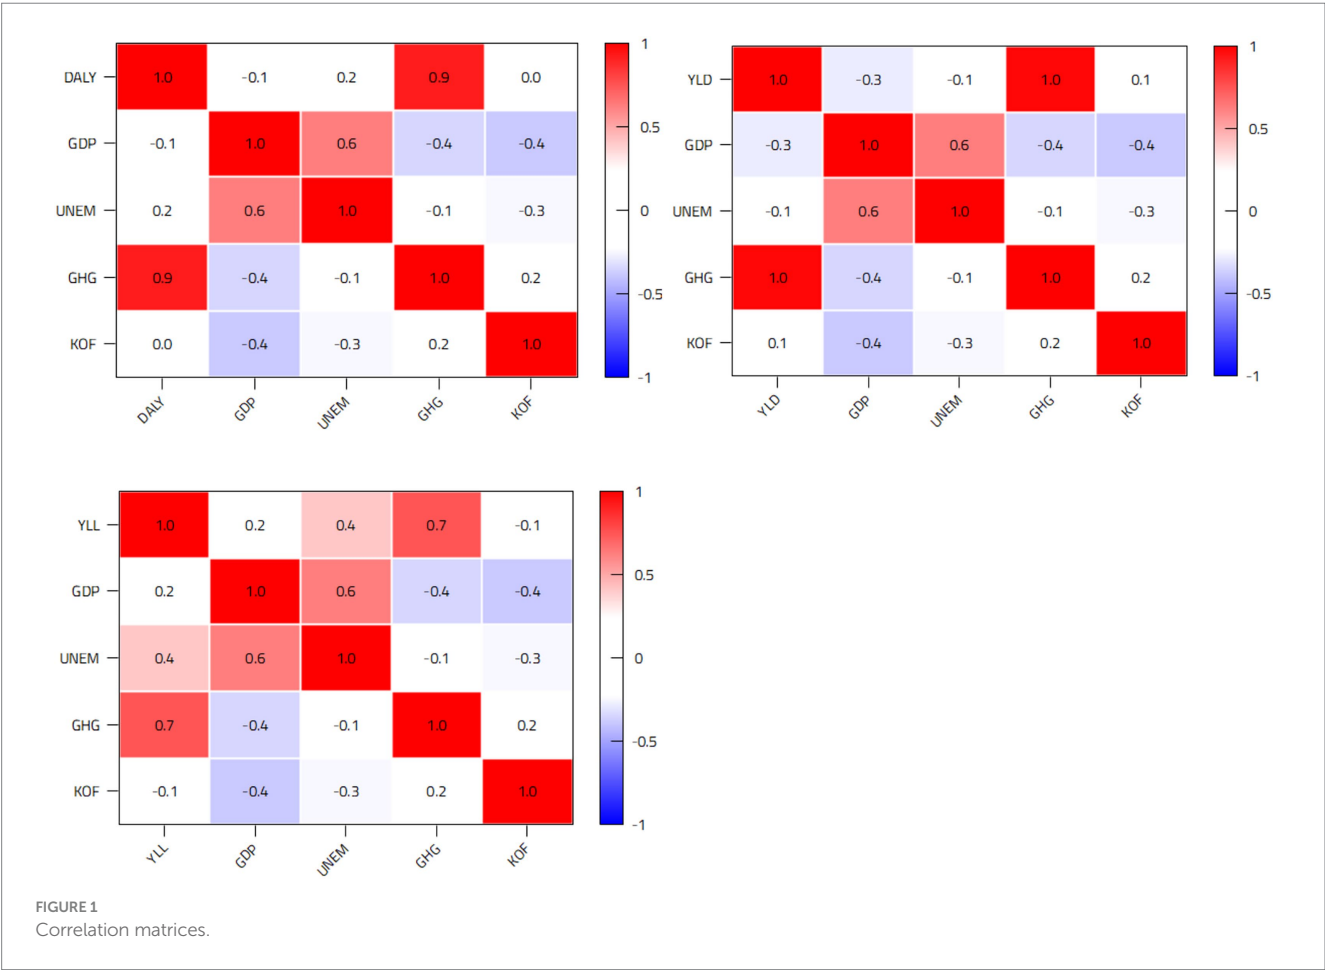 DALY 1.0 -0.1 0.2 0.9 0.0
GDP -0.1 1.0 0.6 -0.4 -0.4
UNEM 0.2 0.6 1.0 -0.1 -0.3
GHG 0.9 -0.4 -0.1 1.0 0.2
KOF 0.0 -0.4 -0.3 0.2 1.0
DALY GDP UNEM GHG KOF
1
0.5
0
-0.5
-1
YLD 1.0 -0.3 -0.1 1.0 0.1
GDP -0.3 1.0 0.6 -0.4 -0.4
UNEM -0.1 0.6 1.0 -0.1 -0.3
GHG 1.0 -0.4 -0.1 1.0 0.2
KOF 0.1 -0.4 -0.3 0.2 1.0
YLD GDP UNEM GHG KOF
1
0.5
0
-0.5
-1
YLL 1.0 0.2 0.4 0.7 -0.1
GDP 0.2 1.0 0.6 -0.4 -0.4
UNEM 0.4 0.6 1.0 -0.1 -0.3
GHG 0.7 -0.4 -0.1 1.0 0.2
KOF -0.1 -0.4 -0.3 0.2 1.0
YLL GDP UNEM GHG KOF
1
0.5
0
-0.5
-1
FIGURE 1
Correlation matrices.